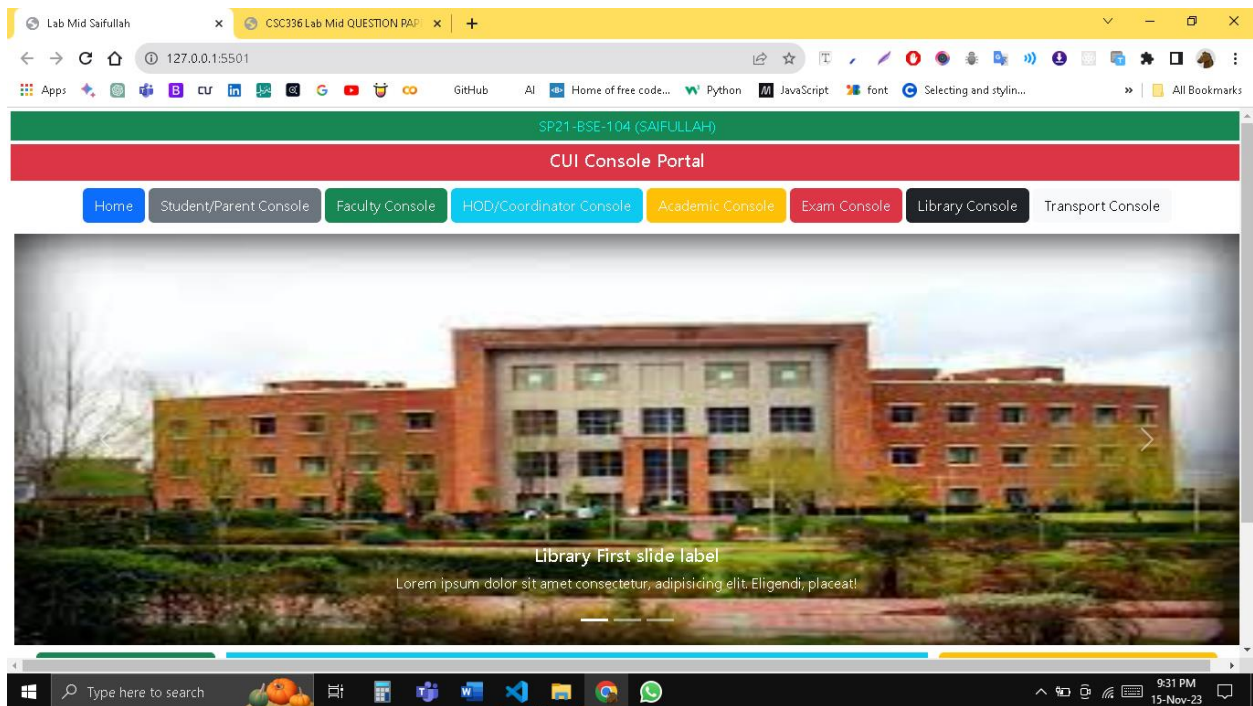 Lab Mid Saifullah
CSC336 Lab Mid QUESTION PAP
127.0.0.1:5501
Apps
GitHub
AI
Home of free code...
Python
JavaScript
font
Selecting and stylin...
All Bookmarks
SP21-BSE-104 (SAIFULLAH)
CUI Console Portal
Home
Student/Parent Console
Faculty Console
HOD/Coordinator Console
Academic Console
Exam Console
Library Console
Transport Console
Library First slide label
Lorem ipsum dolor sit amet consectetur, adipisicing elit. Eligendi, placeat!
Type here to search
9:31 PM
15-Nov-23